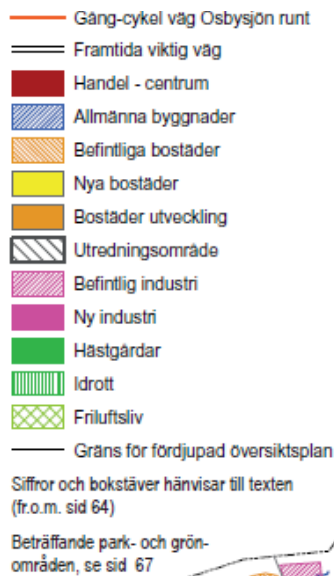 Gång-cykel väg Osbysjön runt
Framtida viktig väg
Handel - centrum
Allmänna byggnader
Befintliga bostäder
Nya bostäder
Bostäder utveckling
Utredningsområde
Befintlig industri
Ny industri
Hästgårdar
Idrott
Friluftsliv
Gräns för fördjupad översiktsplan
Siffror och bokstäver hänvisar till texten
(fr.o.m. sid 64)
Beträffande park- och grön-
områden, se sid 67